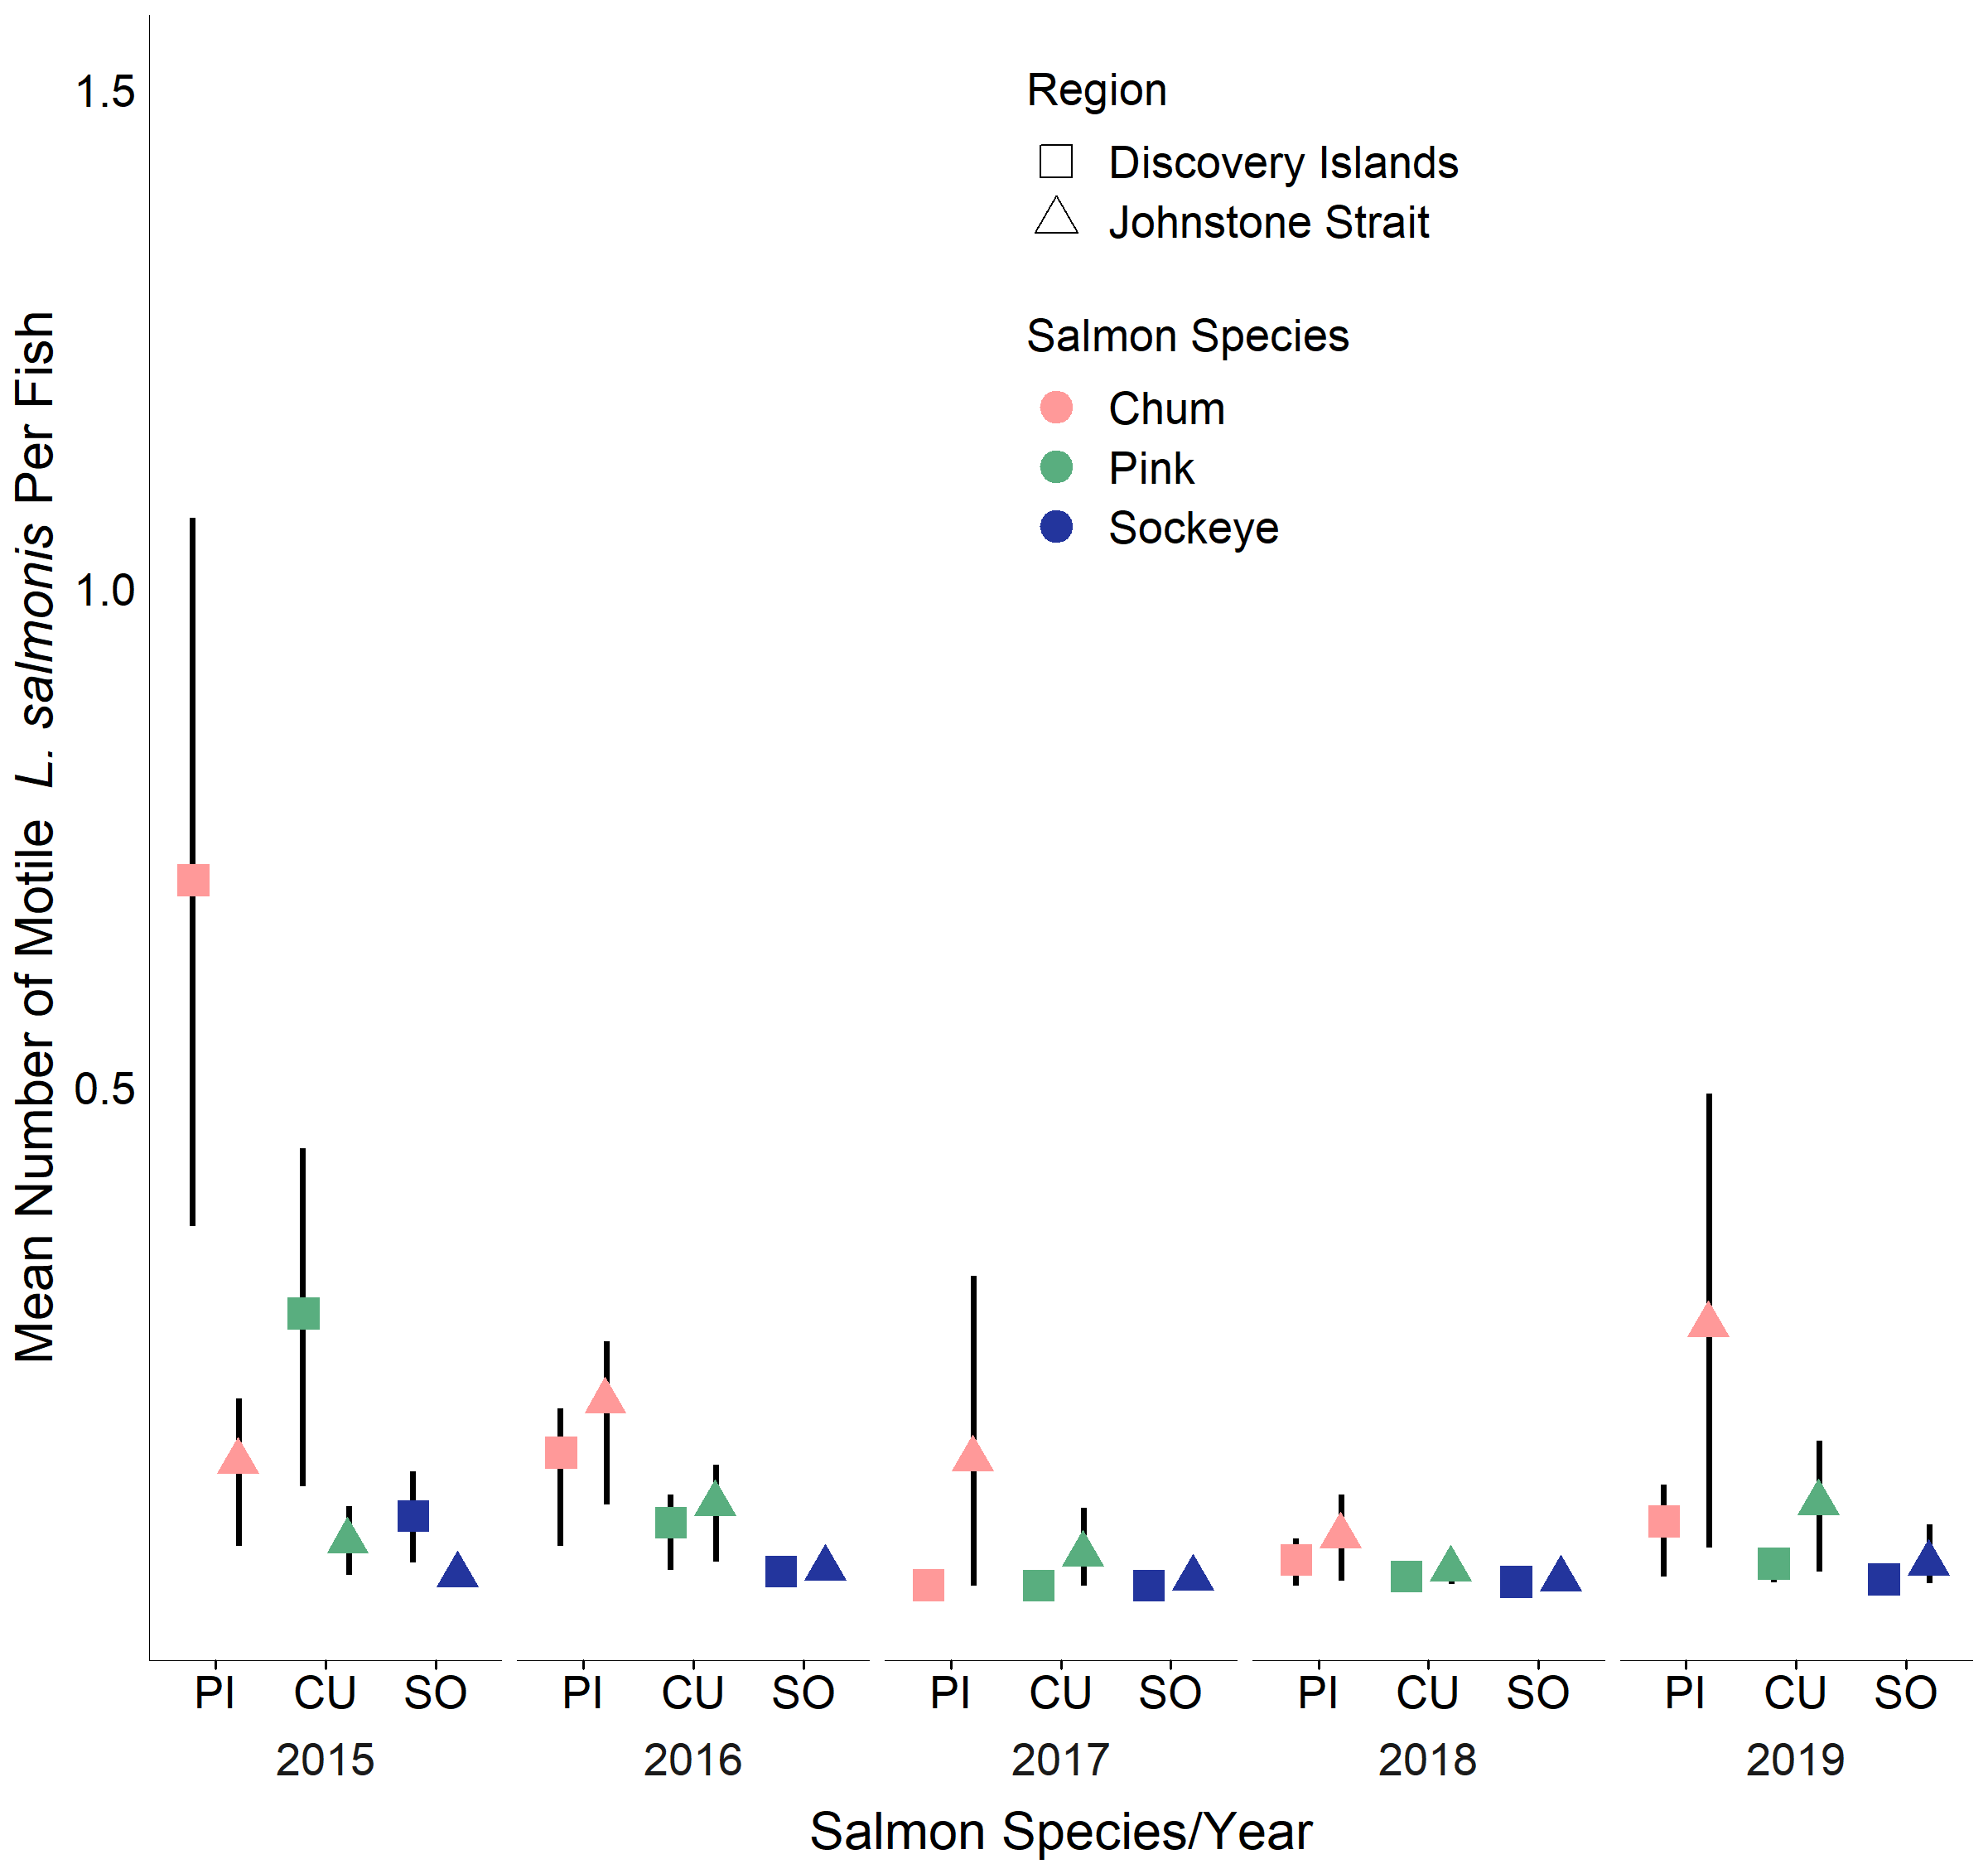 Mean Number of Motile L. salmonis Per Fish
1.5
1.0
0.5
Region
Discovery Islands
Johnstone Strait
Salmon Species
Chum
Pink
Sockeye
PI CU SO PI CU SO PI CU SO PI CU SO PI CU SO
2015 2016 2017 2018 2019
Salmon Species/Year